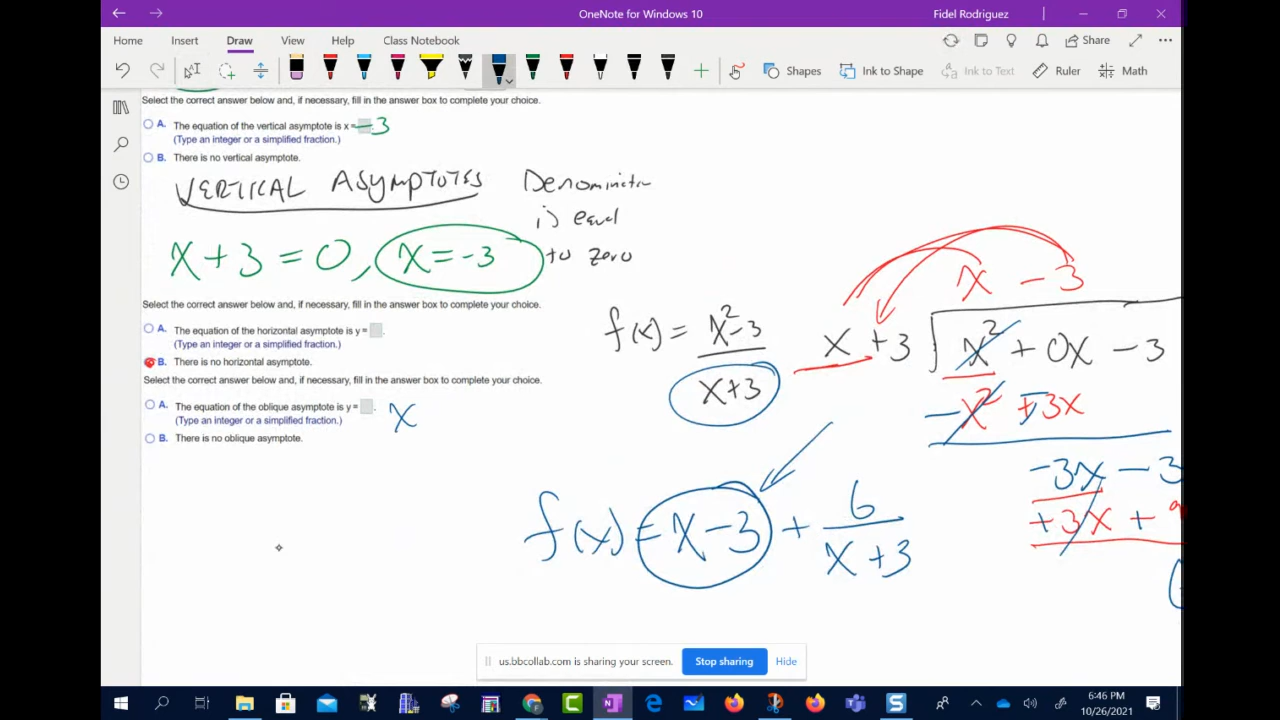 OneNote for Windows 10
Fidel Rodriguez
Home Insert Draw View Help Class Notebook
Share
Shapes Ink to Shape Ink to Text Ruler Math
Select the correct answer below and, if necessary, fill in the answer box to complete your choice.
A. The equation of the vertical asymptote is x = -3
(Type an integer or a simplified fraction.)
B. There is no vertical asymptote.
VERTICAL ASYMPTOTES
Denominator
is equal
to zero
x + 3 = 0, x = -3
Select the correct answer below and, if necessary, fill in the answer box to complete your choice.
A. The equation of the horizontal asymptote is y = .
(Type an integer or a simplified fraction.)
B. There is no horizontal asymptote.
Select the correct answer below and, if necessary, fill in the answer box to complete your choice.
A. The equation of the oblique asymptote is y = . x
(Type an integer or a simplified fraction.)
B. There is no oblique asymptote.
f(x) = x²-3
x+3
x - 3
x + 3 x² + 0x - 3
- x² + 3x
-3x - 3
+3x + 9
f(x) = x - 3 + 6
x + 3
us.bbcollab.com is sharing your screen. Stop sharing Hide
6:46 PM
10/26/2021